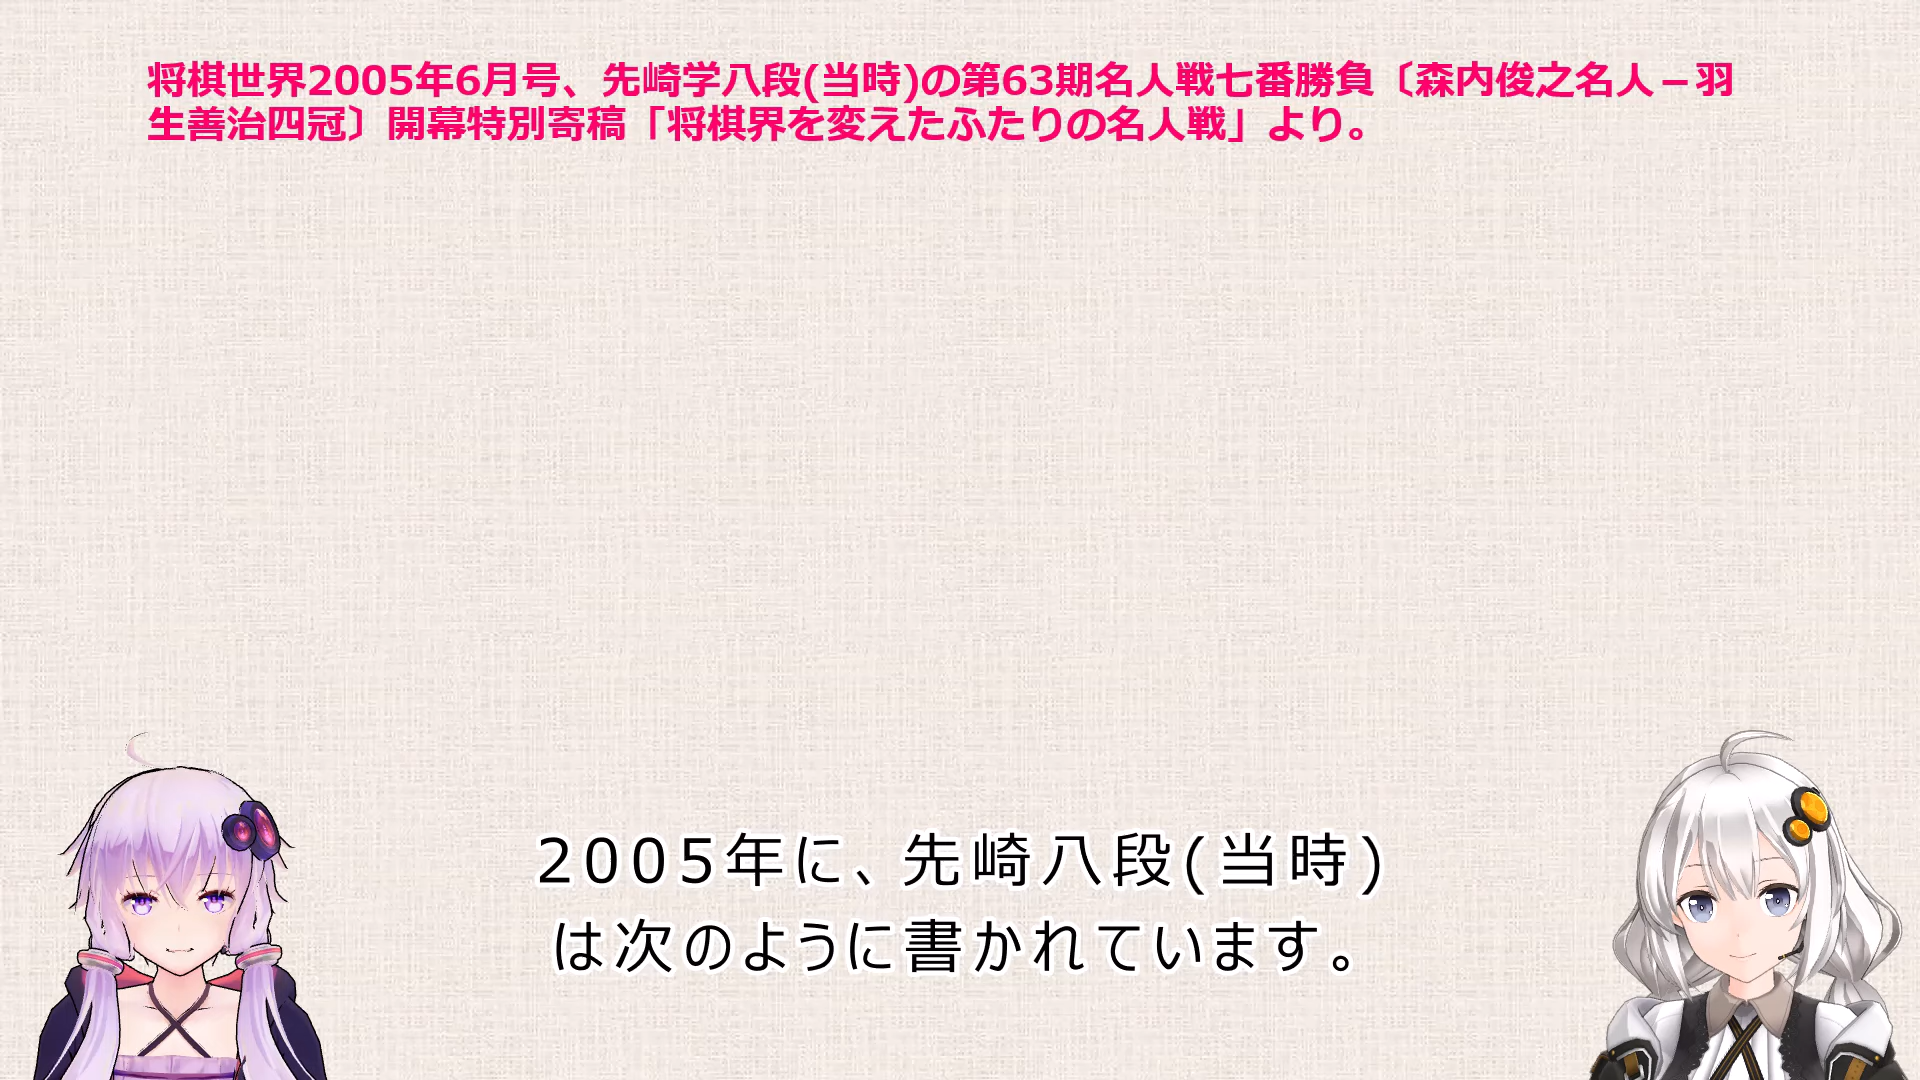 将棋世界2005年6月号、先崎学八段(当時)の第63期名人戦七番勝負〔森内俊之名人－羽
生善治四冠〕開幕特別寄稿「将棋界を変えたふたりの名人戦」より。
2005年に、先崎八段(当時)
は次のように書かれています。